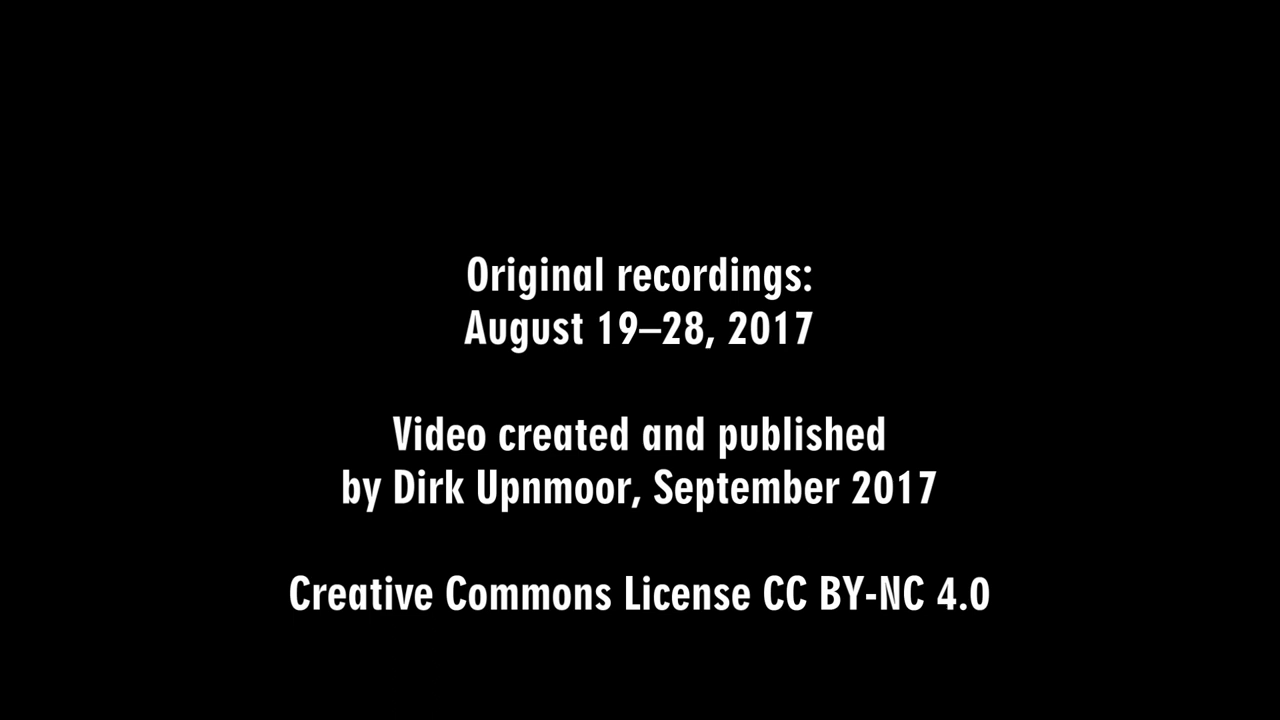 Original recordings:
August 19–28, 2017
Video created and published
by Dirk Upnmoor, September 2017
Creative Commons License CC BY-NC 4.0